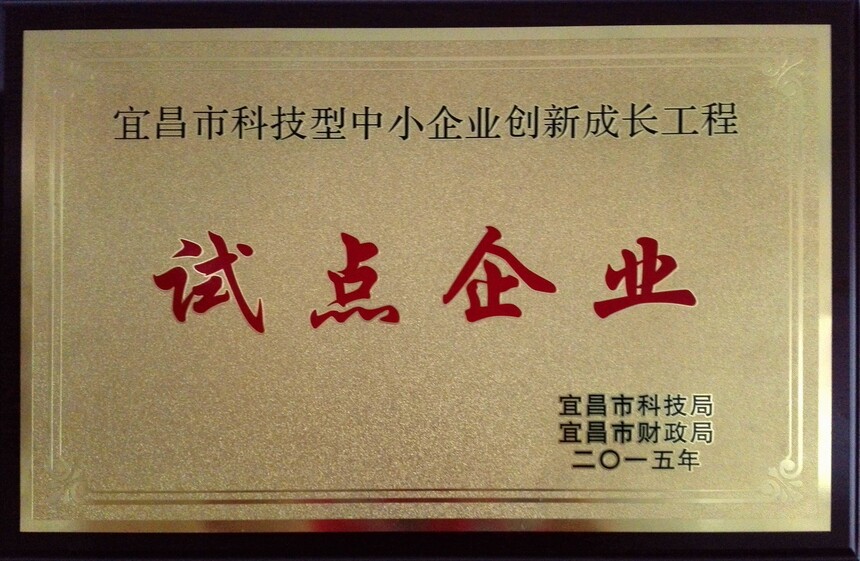 宜昌市科技型中小企业创新成长工程
试点企业
宜昌市科技局
宜昌市财政局
二〇一五年